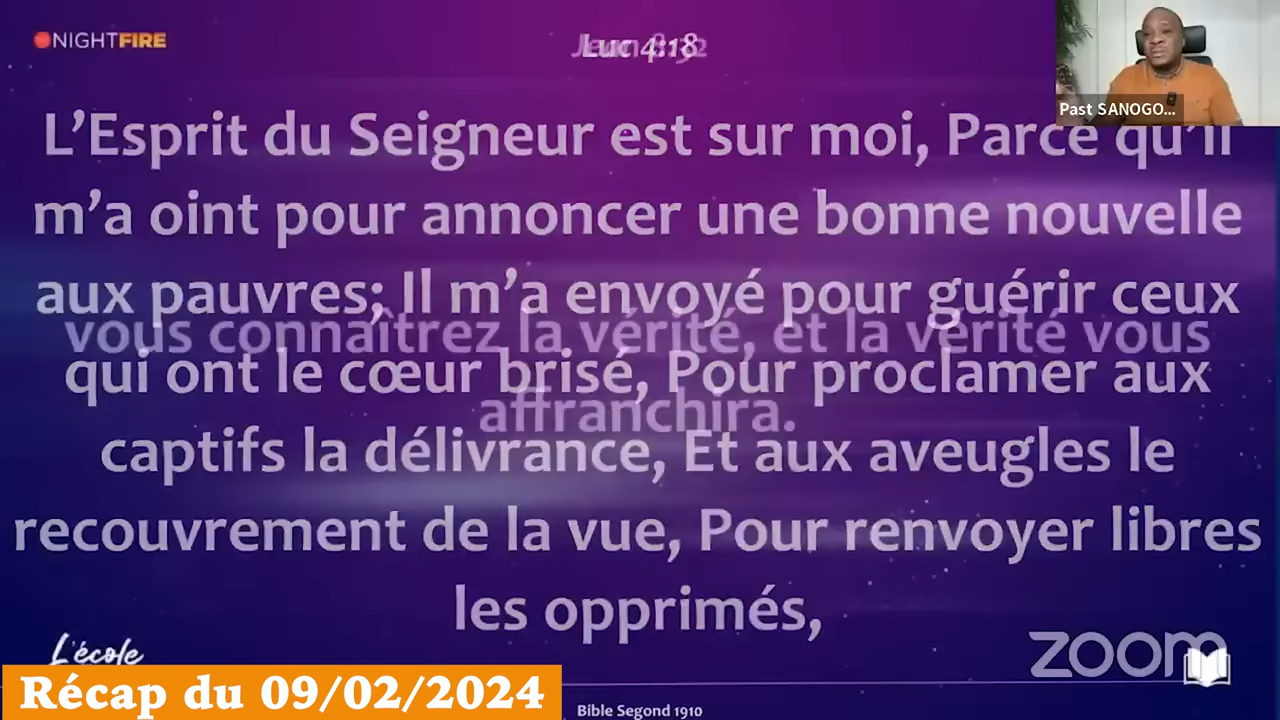 NIGHTFIRE
Luc 4:18
Past SANOGO...
L'Esprit du Seigneur est sur moi, Parce qu'il
m'a oint pour annoncer une bonne nouvelle
aux pauvres; Il m'a envoyé pour guérir ceux
vous connaîtrez la vérité, et la vérité vous
qui ont le cœur brisé, Pour proclamer aux
affranchira.
captifs la délivrance, Et aux aveugles le
recouvrement de la vue, Pour renvoyer libres
les opprimés,
L'école
zoom
Récap du 09/02/2024
Bible Segond 1910